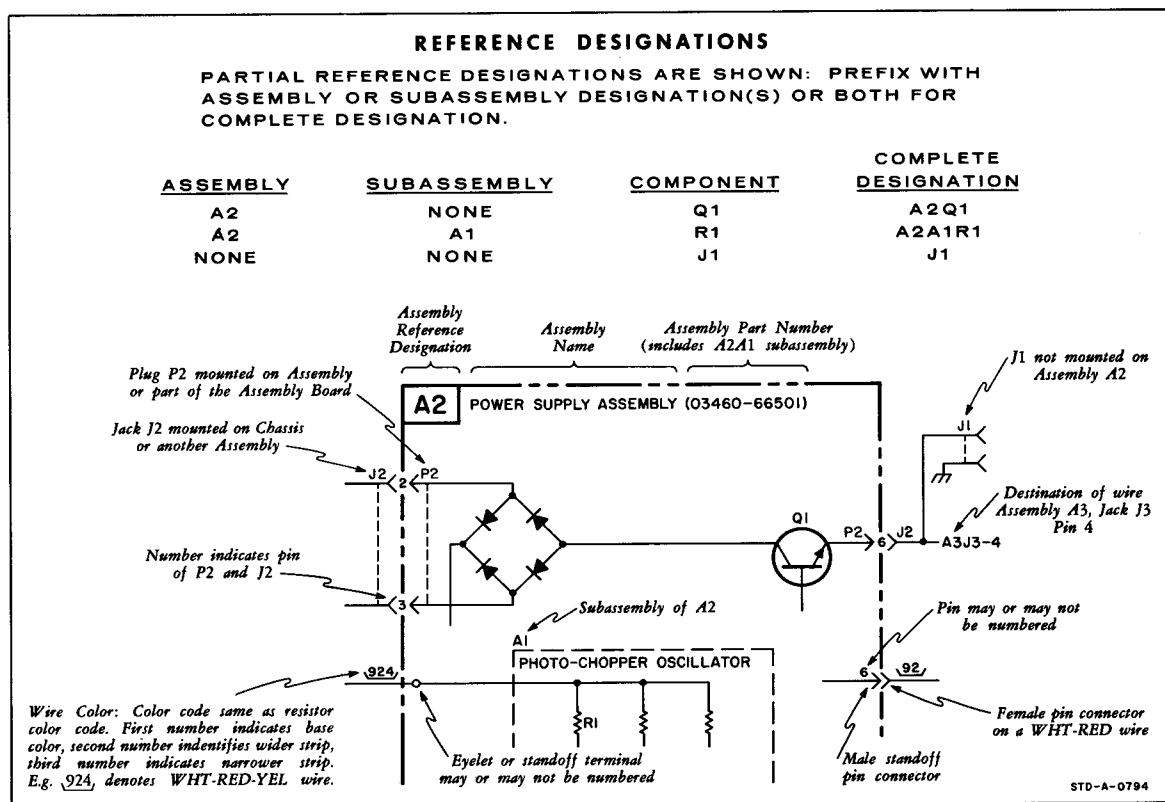 REFERENCE DESIGNATIONS
PARTIAL REFERENCE DESIGNATIONS ARE SHOWN: PREFIX WITH
ASSEMBLY OR SUBASSEMBLY DESIGNATION(S) OR BOTH FOR
COMPLETE DESIGNATION.
ASSEMBLY SUBASSEMBLY COMPONENT COMPLETE DESIGNATION
A2 NONE Q1 A2Q1
A2 A1 R1 A2A1R1
NONE NONE J1 J1
Assembly
Reference
Designation
Assembly
Name
Assembly Part Number
(includes A2A1 subassembly)
J1 not mounted on
Assembly A2
Plug P2 mounted on Assembly
or part of the Assembly Board
A2
POWER SUPPLY ASSEMBLY (03460-66501)
Jack J2 mounted on Chassis
or another Assembly
J1
J2 2 P2
Destination of wire
Assembly A3, Jack J3
Pin 4
Q1
P2 6 J2
A3J3-4
Number indicates pin
of P2 and J2
3
Subassembly of A2
Pin may or may not
be numbered
A1
PHOTO-CHOPPER OSCILLATOR
924
6 92
R1
Wire Color: Color code same as resistor
color code. First number indicates base
color, second number indentifies wider strip,
third number indicates narrower strip.
E.g. 924 denotes WHT-RED-YEL wire.
Eyelet or standoff terminal
may or may not be numbered
Female pin connector
on a WHT-RED wire
Male standoff
pin connector
STD-A-0794